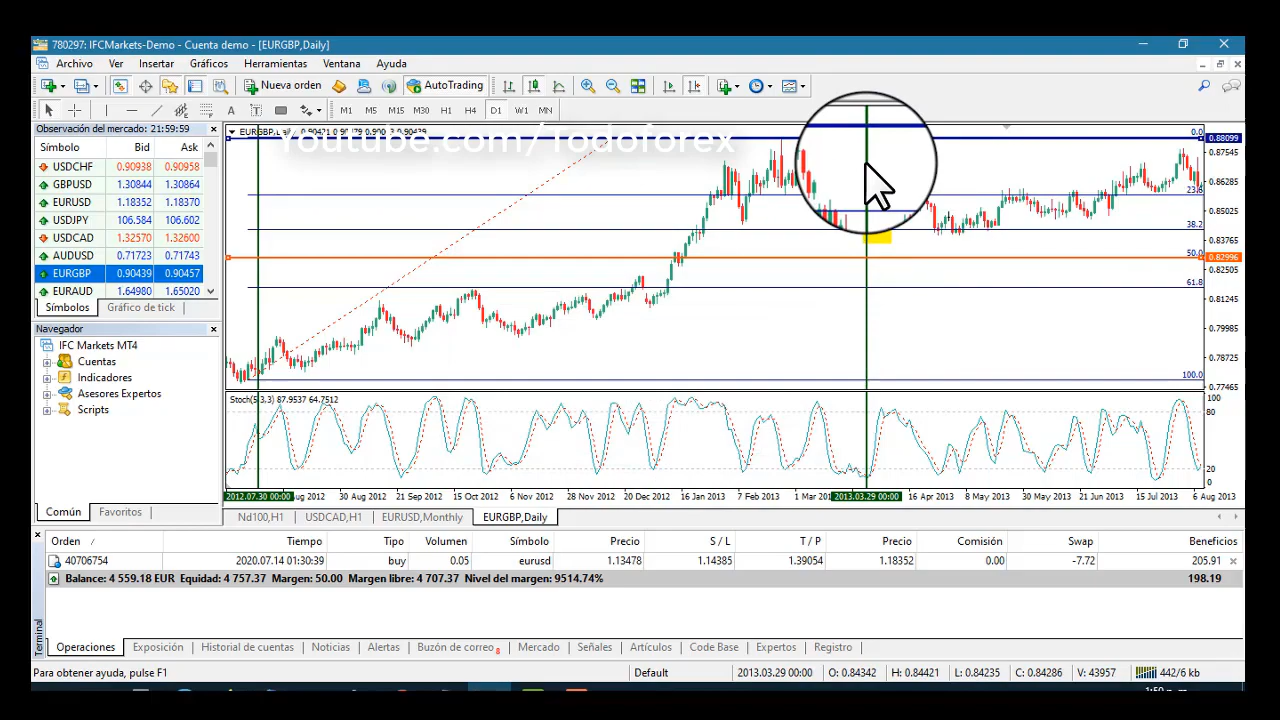 780297: IFCMarkets-Demo - Cuenta demo - [EURGBP,Daily]
Archivo Ver Insertar Gráficos Herramientas Ventana Ayuda
Nueva orden AutoTrading
A T M1 M5 M15 M30 H1 H4 D1 W1 MN
Observación del mercado: 21:59:59
Símbolo Bid Ask
USDCHF 0.90938 0.90958
GBPUSD 1.30844 1.30864
EURUSD 1.18352 1.18370
USDJPY 106.584 106.602
USDCAD 1.32570 1.32600
AUDUSD 0.71723 0.71743
EURGBP 0.90439 0.90457
EURAUD 1.64980 1.65020
Símbolos Gráfico de tick
Navegador
IFC Markets MT4
Cuentas
Indicadores
Asesores Expertos
Scripts
Común Favoritos
Youtube.com/Todoforex
0.0
23.6
38.2
50.0
61.8
100.0
0.88099
0.87545
0.86285
0.85025
0.83765
0.82996
0.82505
0.81245
0.79985
0.78725
0.77465
Stoch(5,3,3) 87.9537 64.7512
100
80
20
0
2012.07.30 00:00 Aug 2012 30 Aug 2012 21 Sep 2012 15 Oct 2012 6 Nov 2012 28 Nov 2012 20 Dec 2012 16 Jan 2013 7 Feb 2013 1 Mar 2013.03.29 00:00 16 Apr 2013 8 May 2013 30 May 2013 21 Jun 2013 15 Jul 2013 6 Aug 2013
Nd100,H1 USDCAD,H1 EURUSD,Monthly EURGBP,Daily
Orden Tiempo Tipo Volumen Símbolo Precio S / L T / P Precio Comisión Swap Beneficios
40706754 2020.07.14 01:30:39 buy 0.05 eurusd 1.13478 1.14385 1.39054 1.18352 0.00 -7.72 205.91
Balance: 4 559.18 EUR Equidad: 4 757.37 Margen: 50.00 Margen libre: 4 707.37 Nivel del margen: 9514.74% 198.19
Terminal
Operaciones Exposición Historial de cuenta Noticias Alertas Buzón de correo 8 Mercado Señales Artículos Code Base Expertos Registro
Para obtener ayuda, pulse F1 Default 2013.03.29 00:00 O: 0.84342 H: 0.84421 L: 0.84235 C: 0.84286 V: 43957 442/6 kb